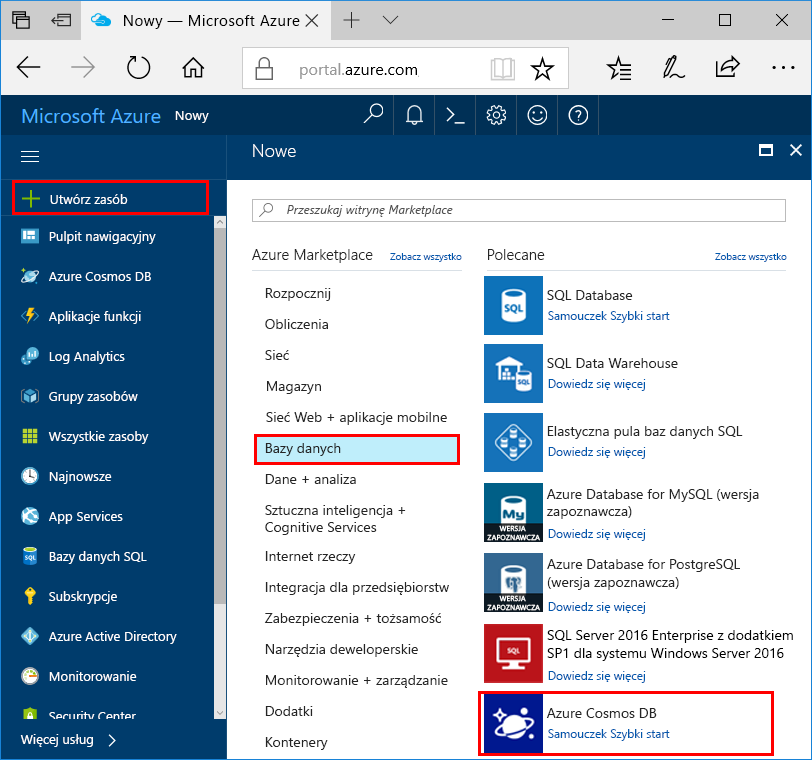 Nowy — Microsoft Azure
portal.azure.com
Microsoft Azure Nowy
Nowe
Utwórz zasób
Pulpit nawigacyjny
Azure Cosmos DB
Aplikacje funkcji
Log Analytics
Grupy zasobów
Wszystkie zasoby
Najnowsze
App Services
Bazy danych SQL
Subskrypcje
Azure Active Directory
Monitorowanie
Security Center
Więcej usług
Przeszukaj witrynę Marketplace
Azure Marketplace Zobacz wszystko
Rozpocznij
Obliczenia
Sieć
Magazyn
Sieć Web + aplikacje mobilne
Bazy danych
Dane + analiza
Sztuczna inteligencja +
Cognitive Services
Internet rzeczy
Integracja dla przedsiębiorstw
Zabezpieczenia + tożsamość
Narzędzia deweloperskie
Monitorowanie + zarządzanie
Dodatki
Kontenery
Polecane Zobacz wszystko
SQL
SQL Database
Samouczek Szybki start
SQL Data Warehouse
Dowiedz się więcej
Elastyczna pula baz danych SQL
Dowiedz się więcej
My
WERSJA
ZAPOZNAWCZA
Azure Database for MySQL (wersja
zapoznawcza)
Dowiedz się więcej
WERSJA
ZAPOZNAWCZA
Azure Database for PostgreSQL
(wersja zapoznawcza)
Dowiedz się więcej
SQL
SQL Server 2016 Enterprise z dodatkiem
SP1 dla systemu Windows Server 2016
Dowiedz się więcej
Azure Cosmos DB
Samouczek Szybki start